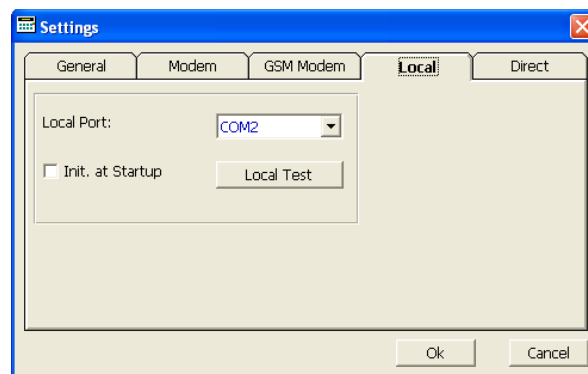 Settings
General Modem GSM Modem Local Direct
Local Port: COM2
Init. at Startup Local Test
Ok Cancel